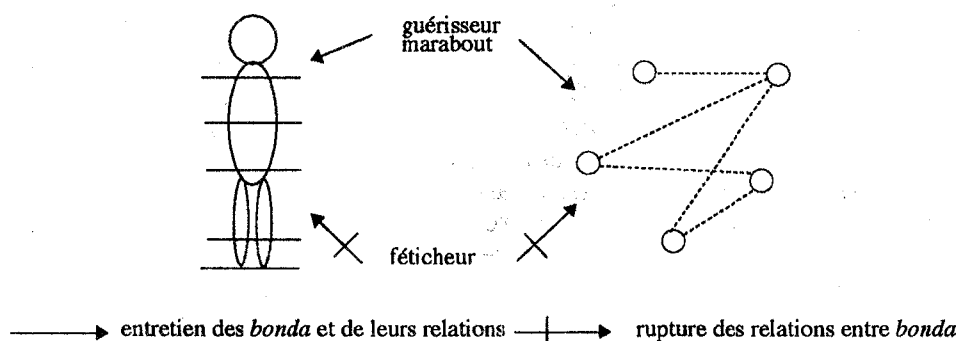 guérisseur
marabout
féticheur
entretien des bonda et de leurs relations
rupture des relations entre bonda